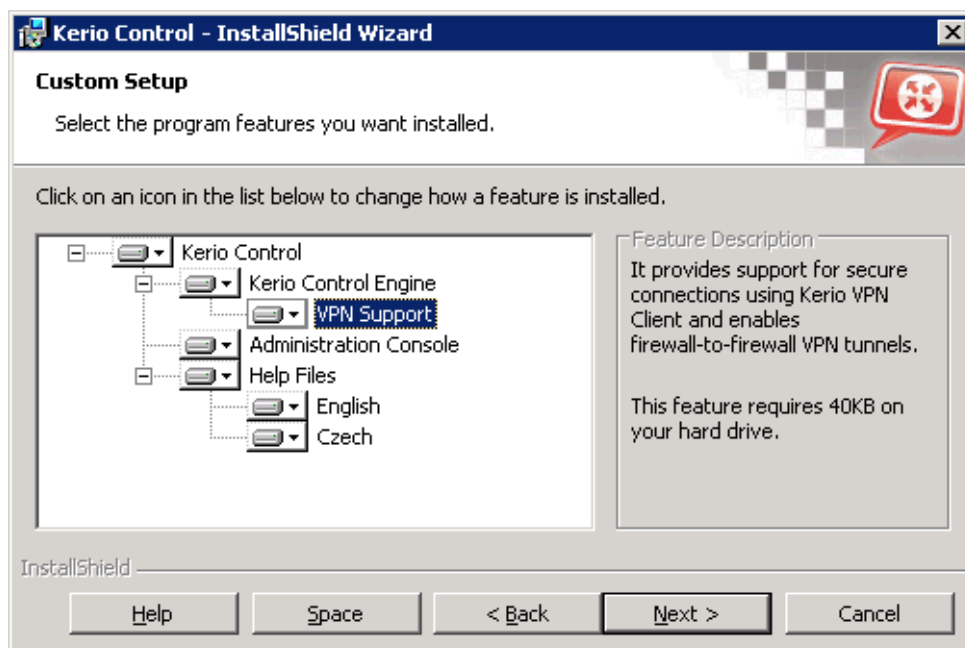 Kerio Control - InstallShield Wizard
Custom Setup
Select the program features you want installed.
Click on an icon in the list below to change how a feature is installed.
Kerio Control
Kerio Control Engine
VPN Support
Administration Console
Help Files
English
Czech
Feature Description
It provides support for secure
connections using Kerio VPN
Client and enables
firewall-to-firewall VPN tunnels.
This feature requires 40KB on
your hard drive.
InstallShield
Help
Space
< Back
Next >
Cancel